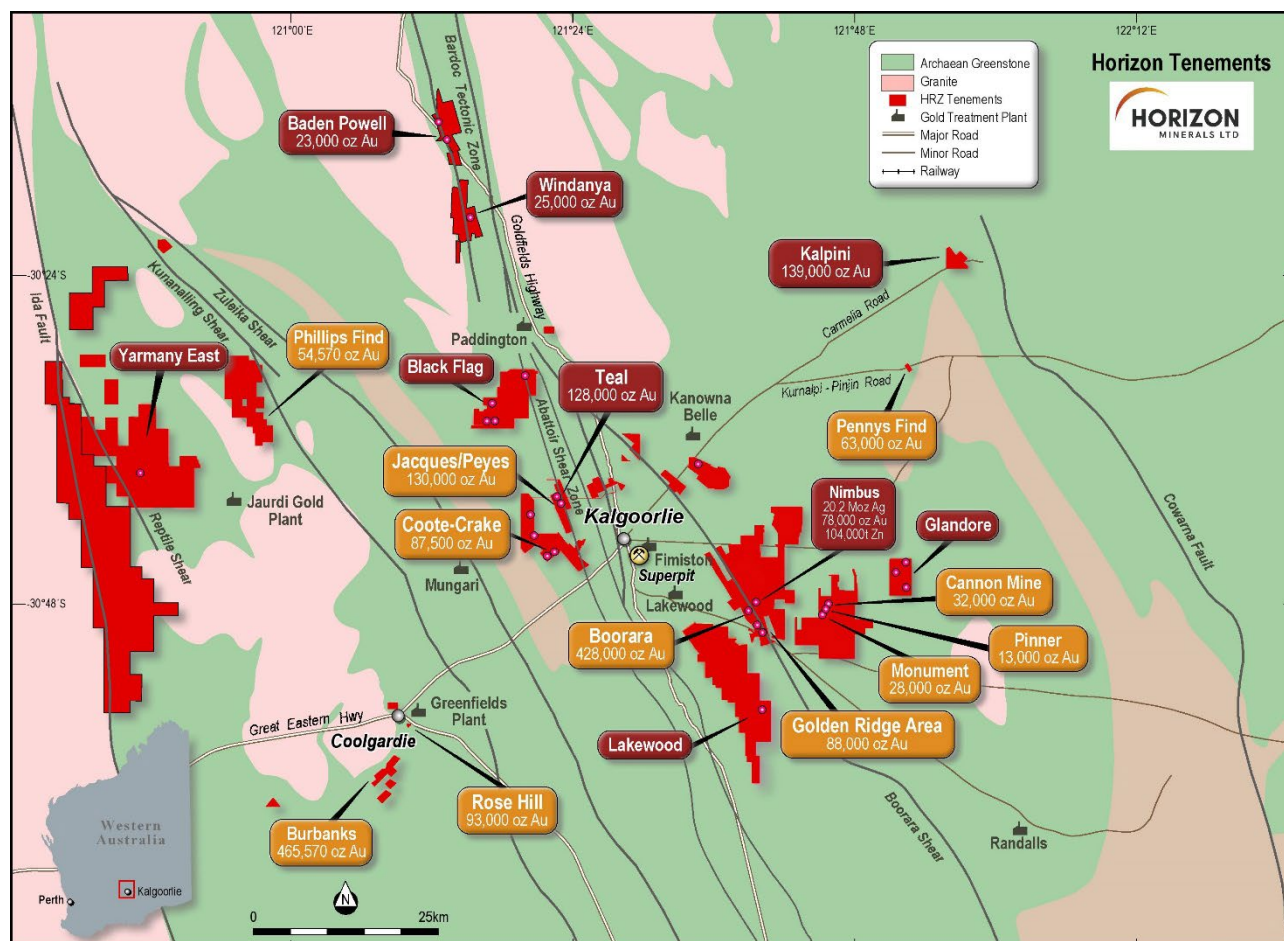 121°00'E
121°24'E
121°48'E
122°12'E
Horizon Tenements
HORIZON
MINERALS LTD
Archaean Greenstone
Granite
HRZ Tenements
Gold Treatment Plant
Major Road
Minor Road
Railway
Bardoc Tectonic Zone
Baden Powell
23,000 oz Au
Windanya
25,000 oz Au
Goldfields Highway
Kalpini
139,000 oz Au
-30°24'S
Ida Fault
Kunanalling Shear
Zuleika Shear
Carmelia Road
Phillips Find
54,570 oz Au
Paddington
Yarmany East
Black Flag
Teal
128,000 oz Au
Kurnalpi - Pinjin Road
Kanowna
Belle
Abattoir Shear Zone
Pennys Find
63,000 oz Au
Jacques/Peyes
130,000 oz Au
Jaurdi Gold
Plant
Reptile Shear
Coote-Crake
87,500 oz Au
Kalgoorlie
Nimbus
20.2 Moz Ag
78,000 oz Au
104,000t Zn
Glandore
Cowarna Fault
Fimiston
Superpit
Mungari
Lakewood
Cannon Mine
32,000 oz Au
-30°48'S
Boorara
428,000 oz Au
Pinner
13,000 oz Au
Monument
28,000 oz Au
Greenfields
Plant
Great Eastern Hwy
Coolgardie
Lakewood
Golden Ridge Area
88,000 oz Au
Rose Hill
93,000 oz Au
Boorara Shear
Burbanks
465,570 oz Au
Randalls
Western
Australia
Kalgoorlie
Perth
N
0
25km